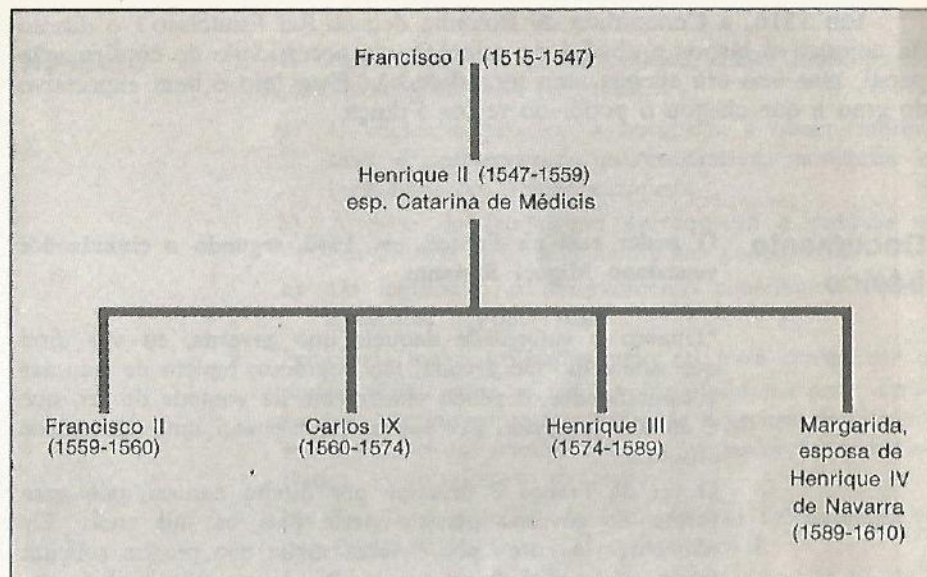 Francisco I (1515-1547)
Henrique II (1547-1559)
esp. Catarina de Médicis
Francisco II
(1559-1560)
Carlos IX
(1560-1574)
Henrique III
(1574-1589)
Margarida,
esposa de
Henrique IV
de Navarra
(1589-1610)